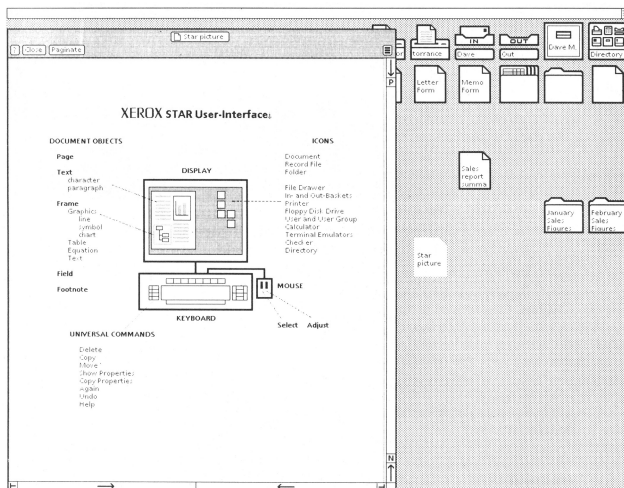 Star picture
? Close Paginate
XEROX STAR User-Interface
DOCUMENT OBJECTS
Page
Text
character
paragraph
Frame
Graphics
line
symbol
chart
Table
Equation
Text
Field
Footnote
DISPLAY
KEYBOARD
MOUSE
Select Adjust
ICONS
Document
Record File
Folder
File Drawer
In- and Out-Baskets
Printer
Floppy Disk Drive
User and User Group
Calculator
Terminal Emulators
Checker
Directory
UNIVERSAL COMMANDS
Delete
Copy
Move
Show Properties
Copy Properties
Again
Undo
Help
P
N
torrance
IN
Dave
OUT
Out
Dave M.
Directory
Letter
Form
Memo
Form
Sales
report
summa
January
Sales
Figures
February
Sales
Figures
Star
picture